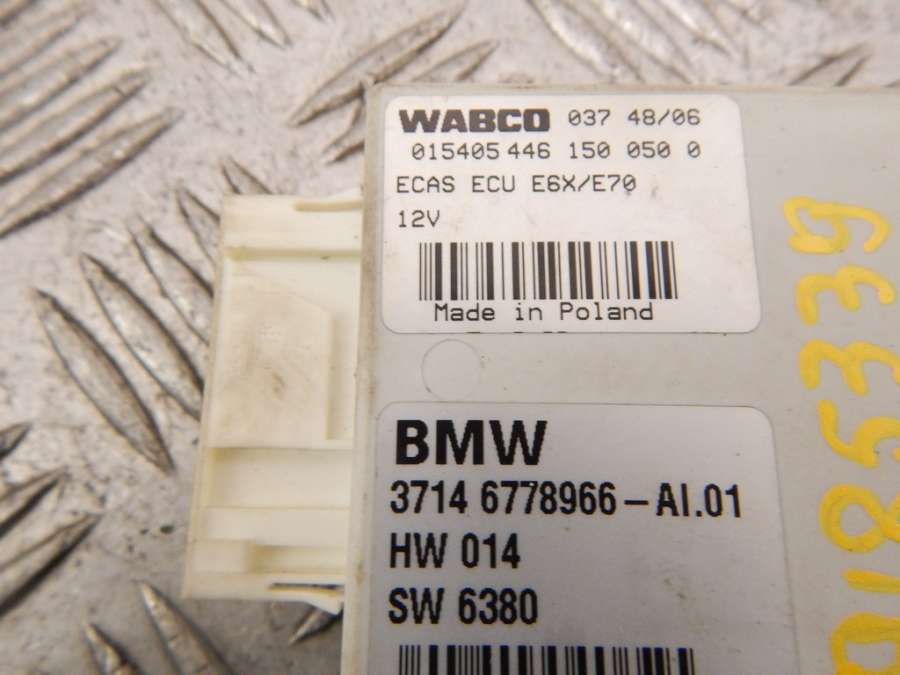 WABCO 037 48/06
015405 446 150 050 0
ECAS ECU E6X/E70
12V
Made in Poland
BMW
3714 6778966-AI.01
HW 014
SW 6380
0185339